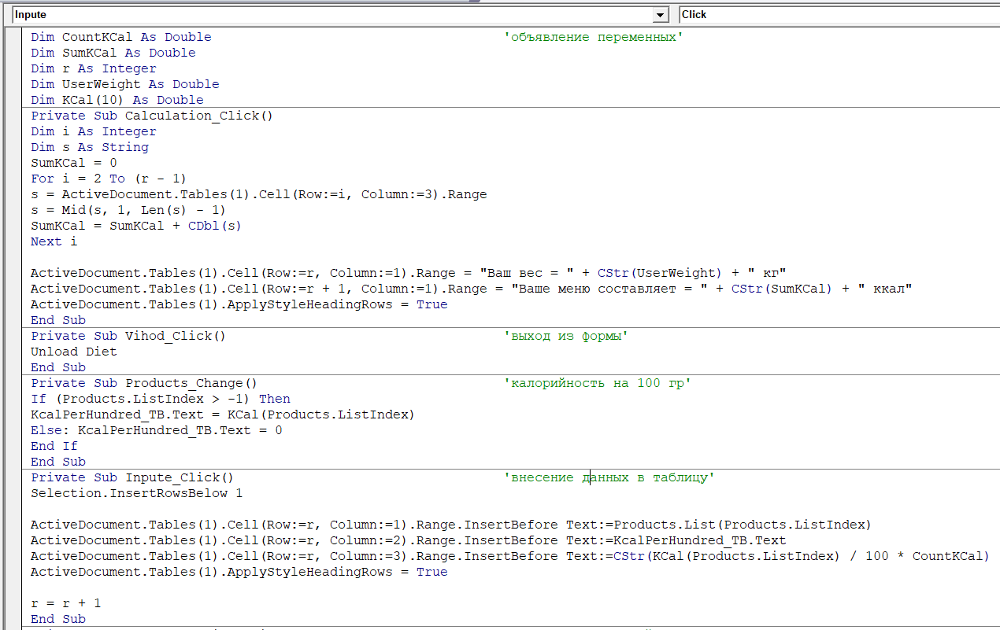 Inpute Click
Dim CountKCal As Double 'объявление переменных'
Dim SumKCal As Double
Dim r As Integer
Dim UserWeight As Double
Dim KCal(10) As Double
Private Sub Calculation_Click()
Dim i As Integer
Dim s As String
SumKCal = 0
For i = 2 To (r - 1)
s = ActiveDocument.Tables(1).Cell(Row:=i, Column:=3).Range
s = Mid(s, 1, Len(s) - 1)
SumKCal = SumKCal + CDbl(s)
Next i
ActiveDocument.Tables(1).Cell(Row:=r, Column:=1).Range = "Ваш вес = " + CStr(UserWeight) + " кг"
ActiveDocument.Tables(1).Cell(Row:=r + 1, Column:=1).Range = "Ваше меню составляет = " + CStr(SumKCal) + " ккал"
ActiveDocument.Tables(1).ApplyStyleHeadingRows = True
End Sub
Private Sub Vihod_Click() 'выход из формы'
Unload Diet
End Sub
Private Sub Products_Change() 'калорийность на 100 гр'
If (Products.ListIndex > -1) Then
KcalPerHundred_TB.Text = KCal(Products.ListIndex)
Else: KcalPerHundred_TB.Text = 0
End If
End Sub
Private Sub Inpute_Click() 'внесение данных в таблицу'
Selection.InsertRowsBelow 1
ActiveDocument.Tables(1).Cell(Row:=r, Column:=1).Range.InsertBefore Text:=Products.List(Products.ListIndex)
ActiveDocument.Tables(1).Cell(Row:=r, Column:=2).Range.InsertBefore Text:=KcalPerHundred_TB.Text
ActiveDocument.Tables(1).Cell(Row:=r, Column:=3).Range.InsertBefore Text:=CStr(KCal(Products.ListIndex) / 100 * CountKCal)
ActiveDocument.Tables(1).ApplyStyleHeadingRows = True
r = r + 1
End Sub